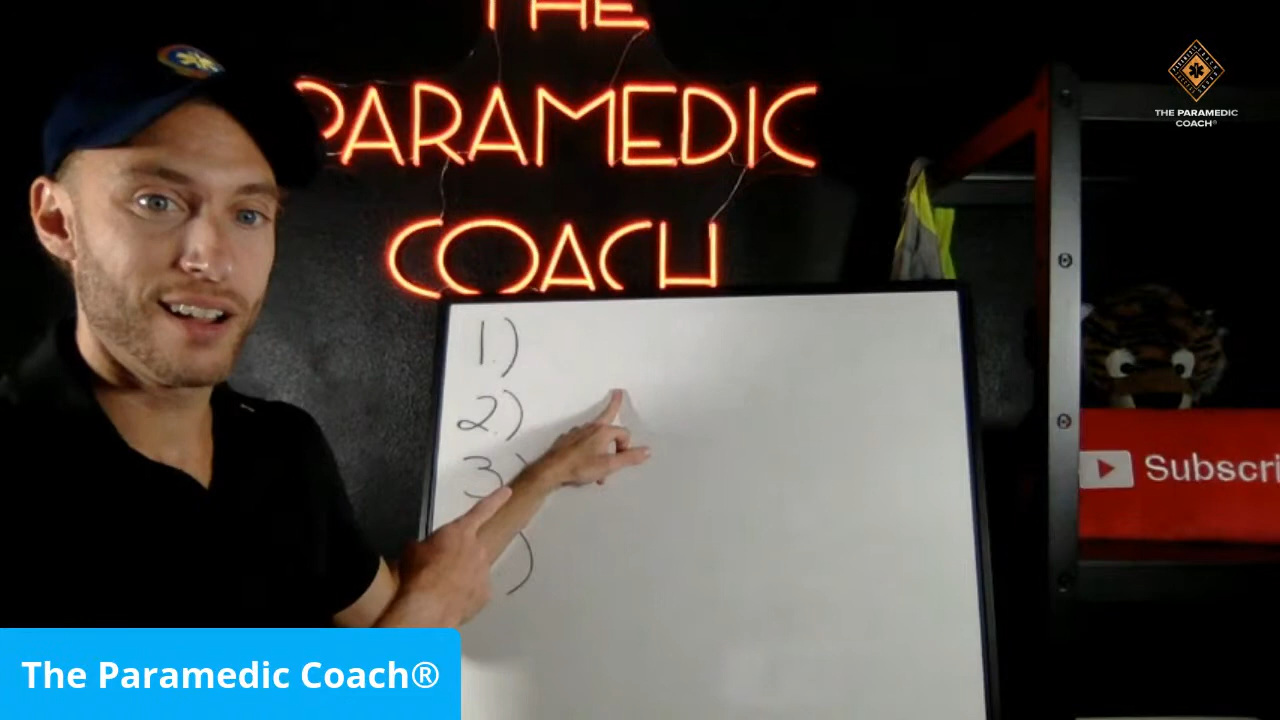 THE
PARAMEDIC
COACH
THE PARAMEDIC
COACH®
1.)
2.)
3.)
)
Subscri
The Paramedic Coach®